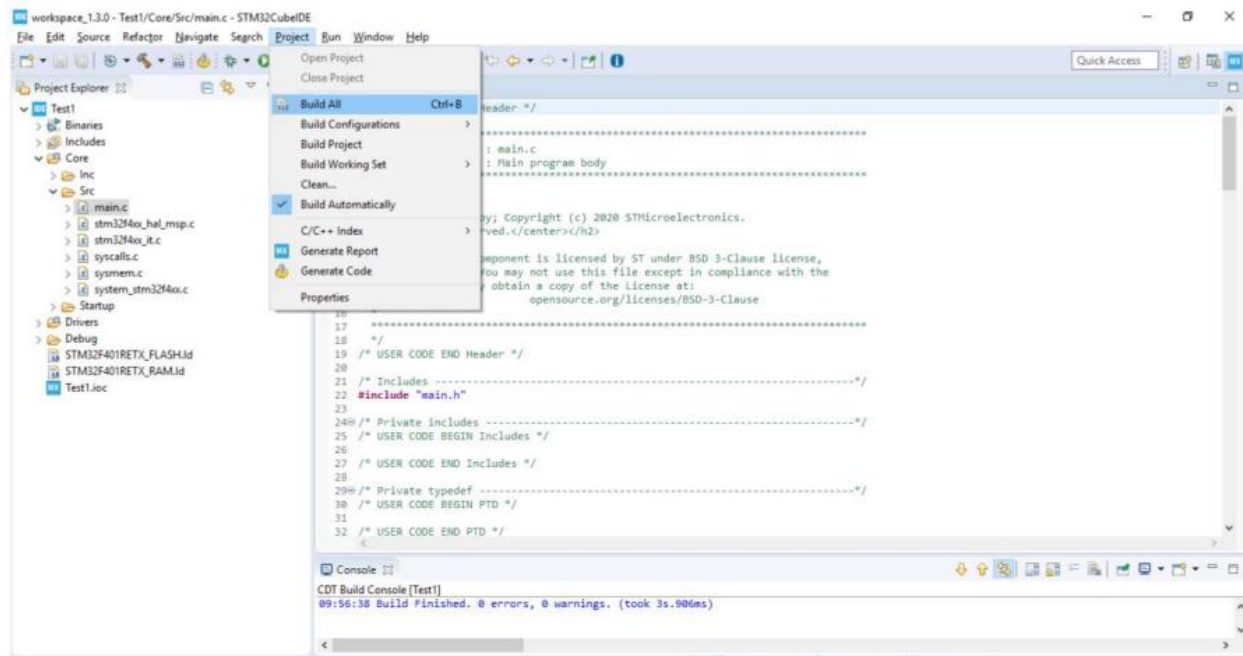 workspace_1.3.0 - Test1/Core/Src/main.c - STM32CubeIDE
File Edit Source Refactor Navigate Search Project Run Window Help
Quick Access
Project Explorer
Test1
Binaries
Includes
Core
Inc
Src
main.c
stm32f4xx_hal_msp.c
stm32f4xx_it.c
syscalls.c
sysmem.c
system_stm32f4xx.c
Startup
Drivers
Debug
STM32F401RETX_FLASH.ld
STM32F401RETX_RAM.ld
Test1.ioc
Open Project
Close Project
Build All Ctrl+B
Build Configurations
Build Project
Build Working Set
Clean...
Build Automatically
C/C++ Index
Generate Report
Generate Code
Properties
Header */
******************************************************************************
: main.c
: Main program body
******************************************************************************
py; Copyright (c) 2020 STMicroelectronics.
rved.</center></h2>
omponent is licensed by ST under BSD 3-Clause license,
You may not use this file except in compliance with the
obtain a copy of the License at:
opensource.org/licenses/BSD-3-Clause
16
17 ******************************************************************************
18 */
19 /* USER CODE END Header */
20
21 /* Includes ------------------------------------------------------------------*/
22 #include "main.h"
23
24 /* Private includes ----------------------------------------------------------*/
25 /* USER CODE BEGIN Includes */
26
27 /* USER CODE END Includes */
28
29 /* Private typedef -----------------------------------------------------------*/
30 /* USER CODE BEGIN PTD */
31
32 /* USER CODE END PTD */
Console
CDT Build Console [Test1]
09:56:38 Build Finished. 0 errors, 0 warnings. (took 3s.906ms)